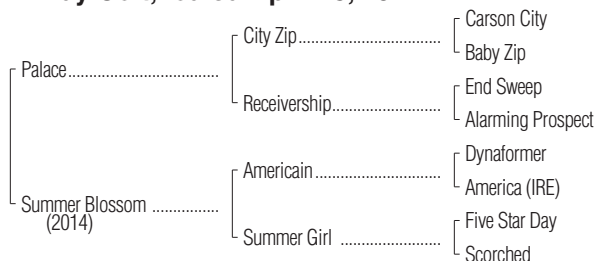 Carson City
City Zip
Baby Zip
Palace
End Sweep
Receivership
Alarming Prospect
Dynaformer
Americain
America (IRE)
Summer Blossom
(2014)
Five Star Day
Summer Girl
Scorched